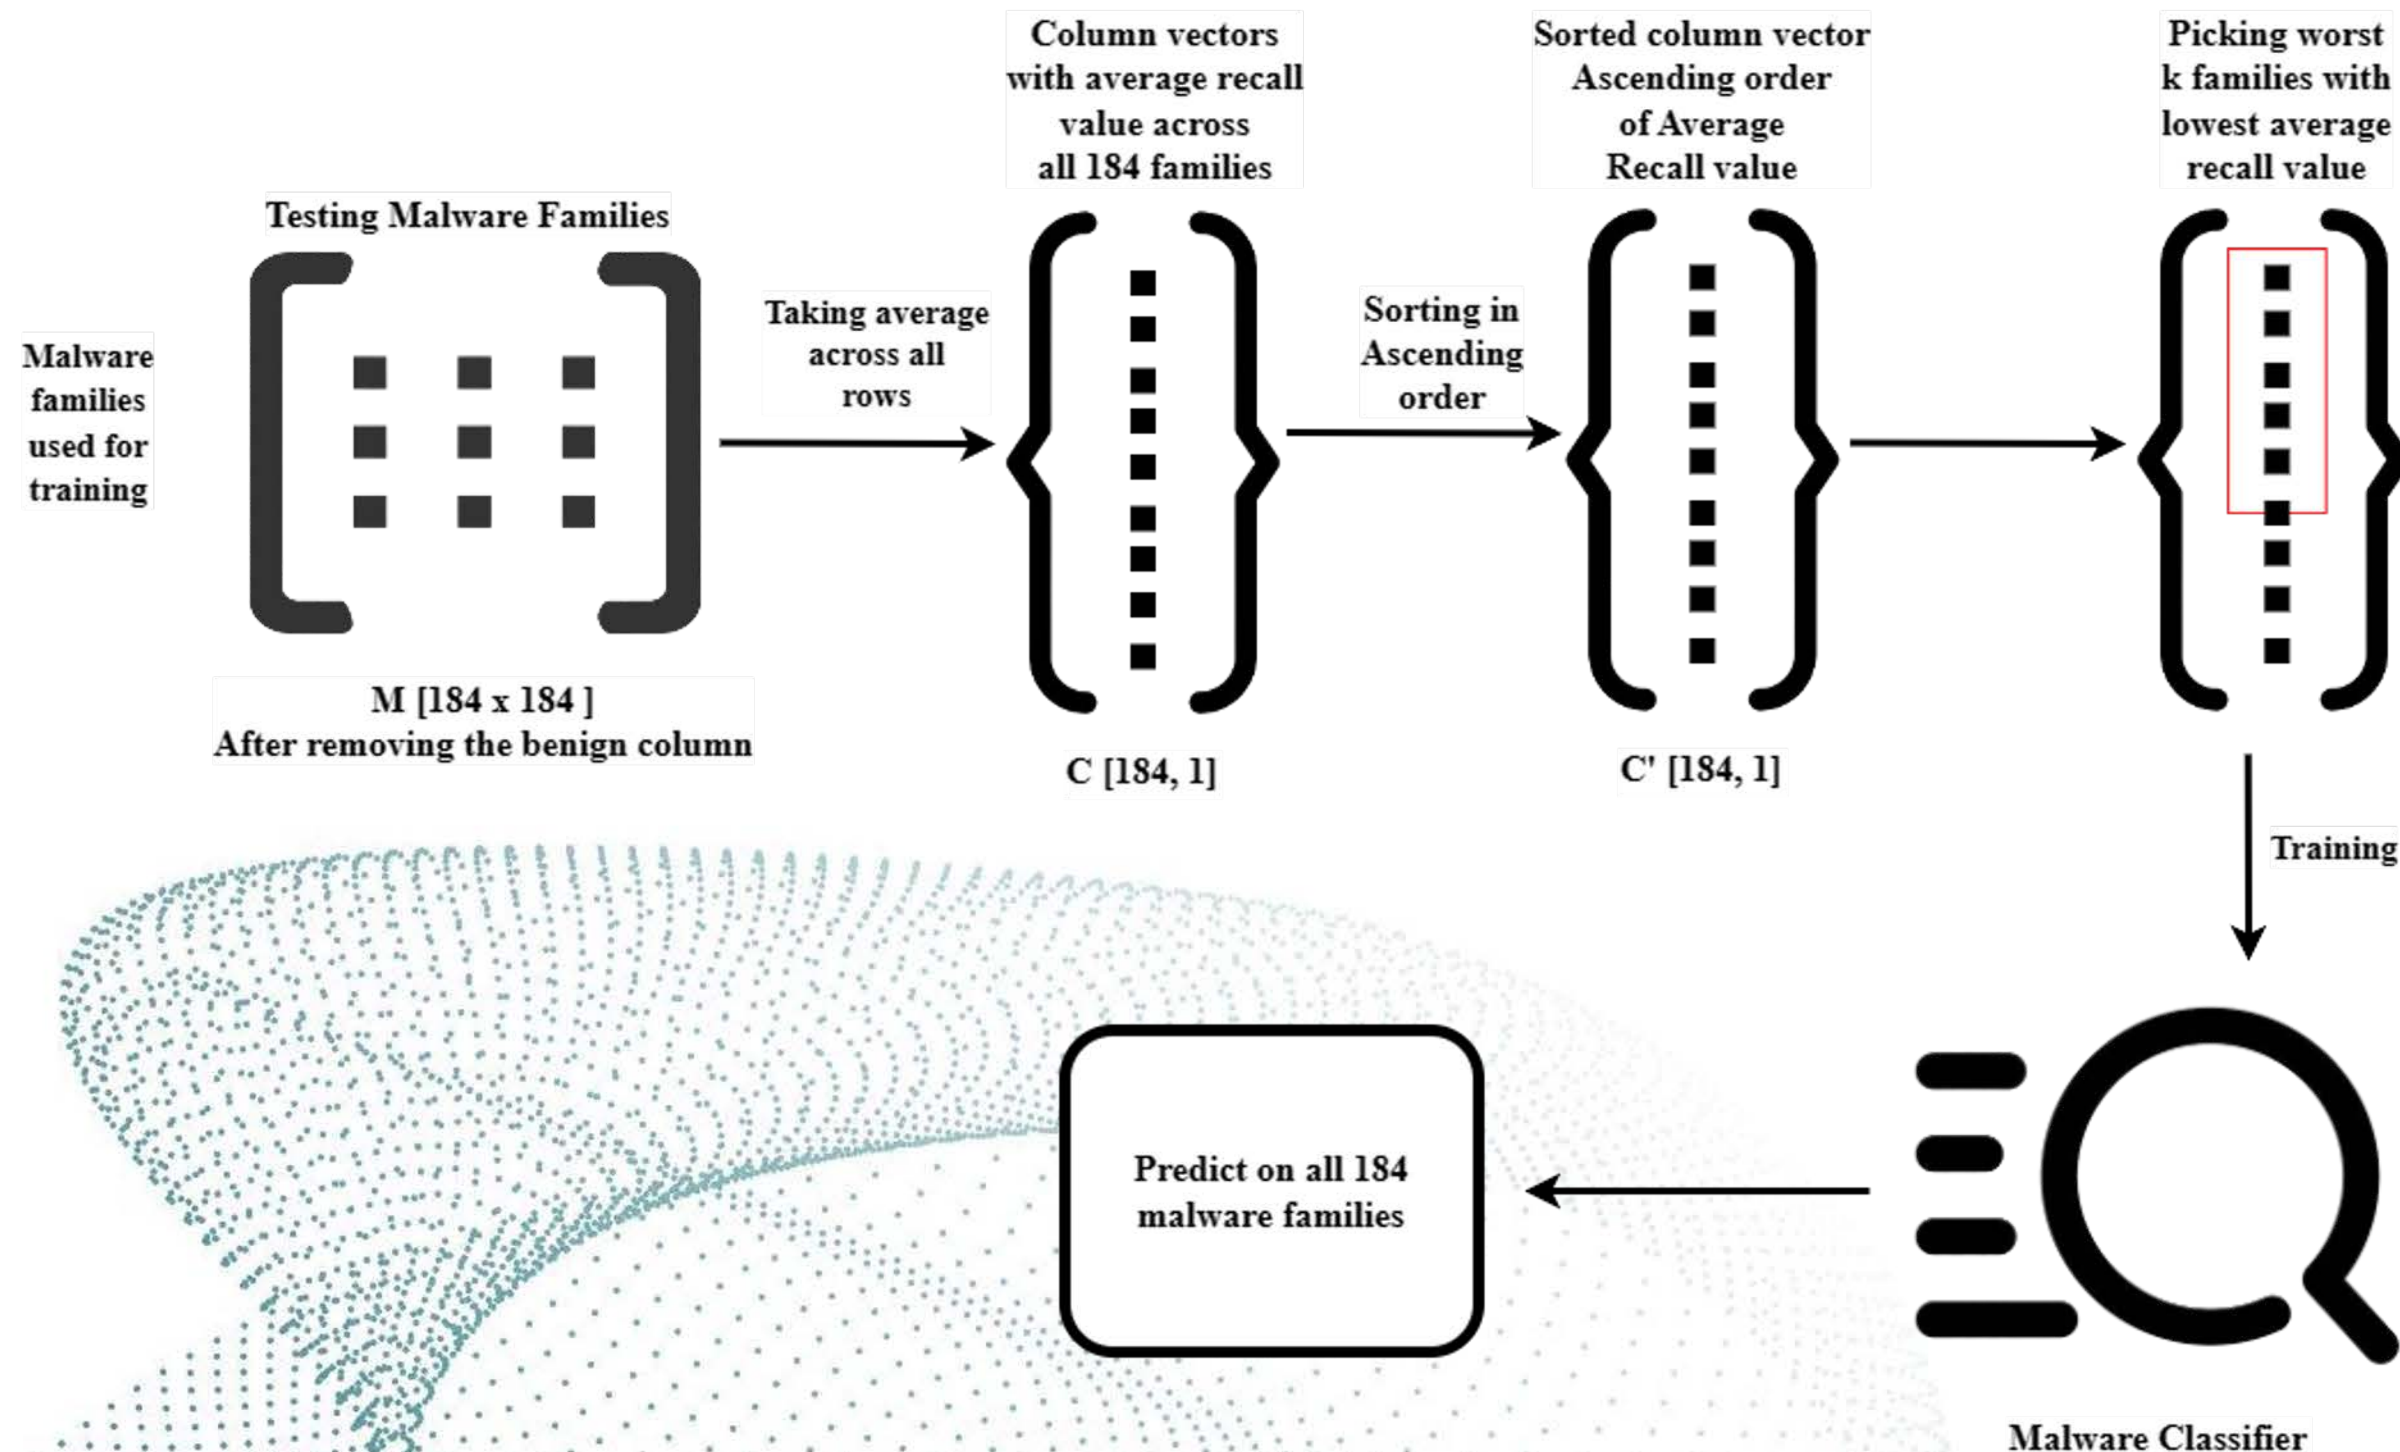 Column vectors
with average recall
value across
all 184 families
Sorted column vector
Ascending order
of Average
Recall value
Picking worst
k families with
lowest average
recall value
Testing Malware Families
Malware
families
used for
training
Taking average
across all
rows
Sorting in
Ascending
order
M [184 x 184 ]
After removing the benign column
C [184, 1]
C' [184, 1]
Training
Predict on all 184
malware families
Malware Classifier